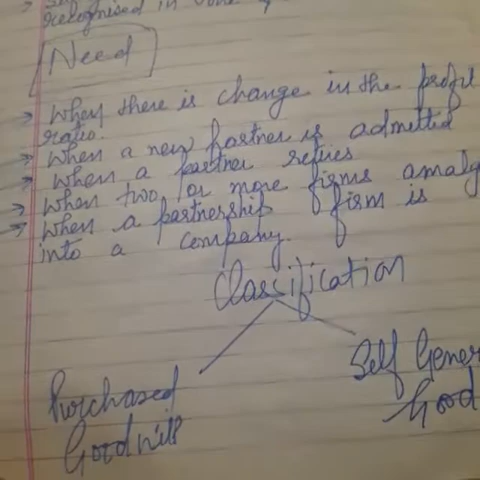 recognised in
Need
→ When there is change in the profit
ratio.
→ When a new partner is admitted
→ When a partner retires
→ When two or more firms amalg
→ When a partnership firm is
into a company.
Classification
Purchased
Goodwill
Self Gener
Good